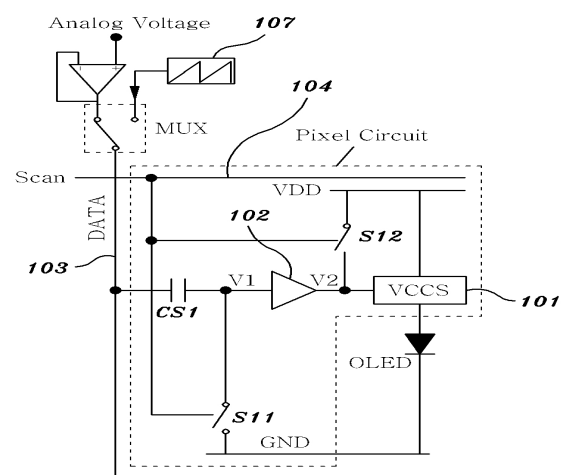 Analog Voltage
107
MUX
104
Pixel Circuit
Scan
VDD
DATA
102
S12
103
V1
V2
VCCS
101
CS1
OLED
S11
GND